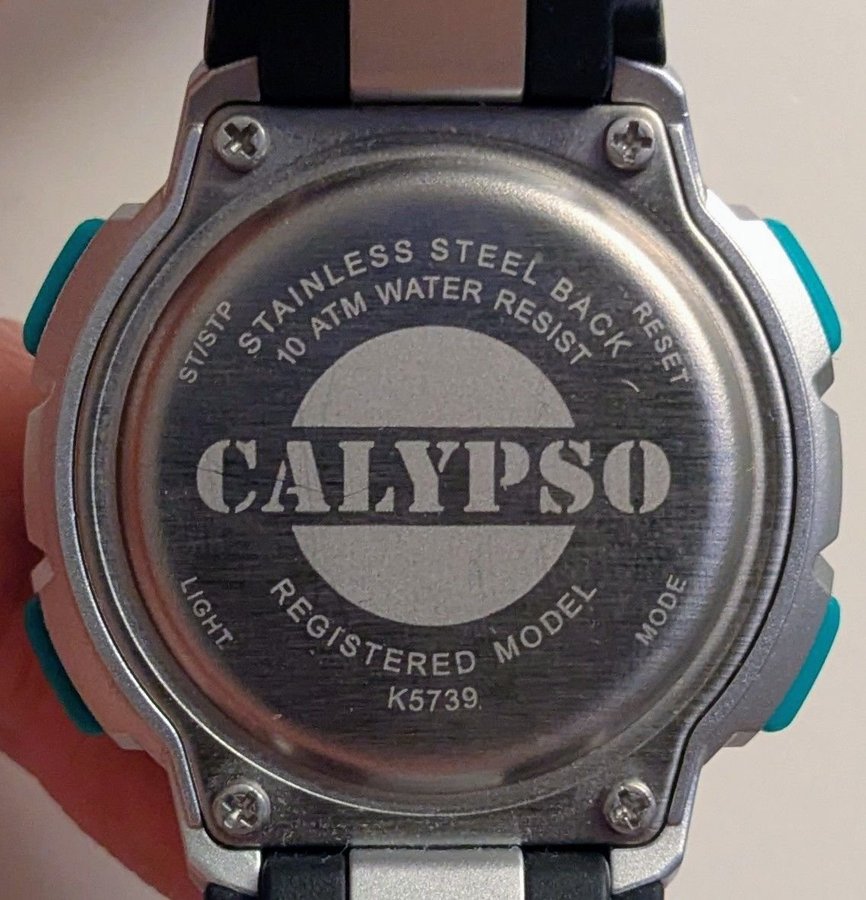 STAINLESS STEEL BACK
10 ATM WATER RESIST
ST/STP
RESET
CALYPSO
LIGHT
MODE
REGISTERED MODEL
K5739